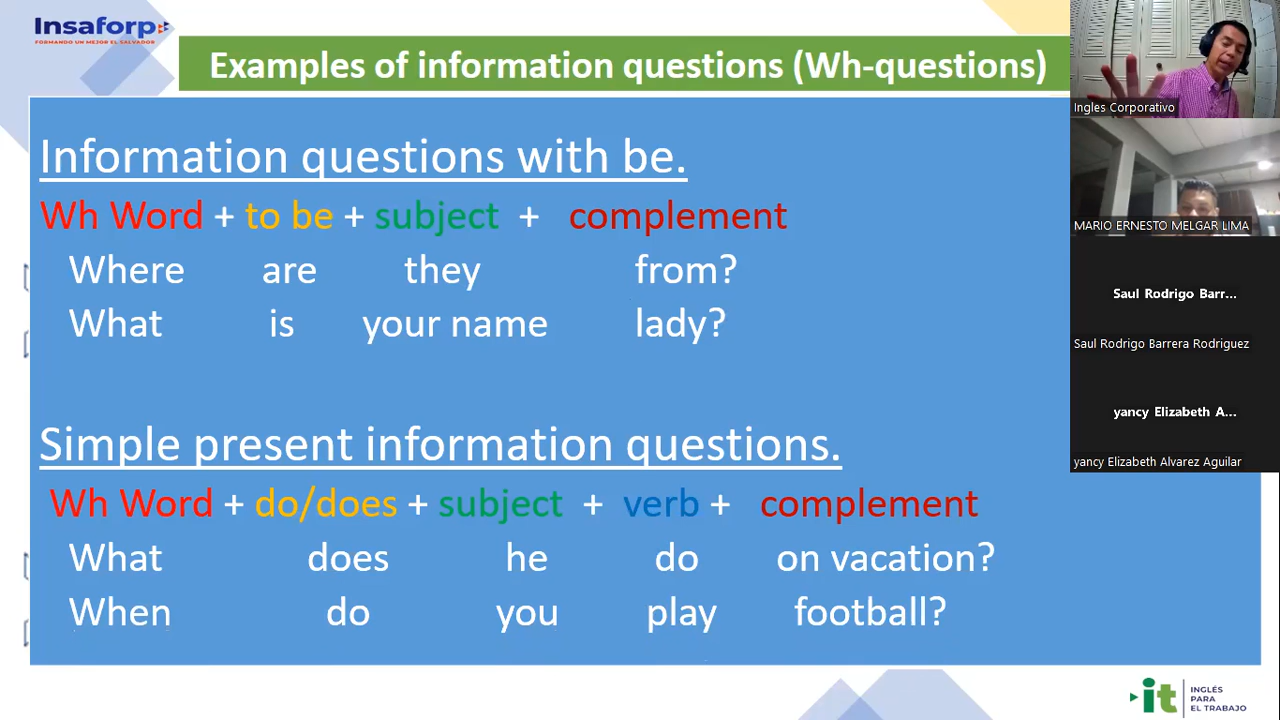 Insaforp
FORMANDO UN MEJOR EL SALVADOR
Examples of information questions (Wh-questions)
Information questions with be.
Wh Word + to be + subject + complement
Where are they from?
What is your name lady?
Simple present information questions.
Wh Word + do/does + subject + verb + complement
What does he do on vacation?
When do you play football?
Ingles Corporativo
MARIO ERNESTO MELGAR LIMA
Saul Rodrigo Barr...
Saul Rodrigo Barrera Rodriguez
yancy Elizabeth A...
yancy Elizabeth Alvarez Aguilar
it
INGLÉS
PARA
EL TRABAJO